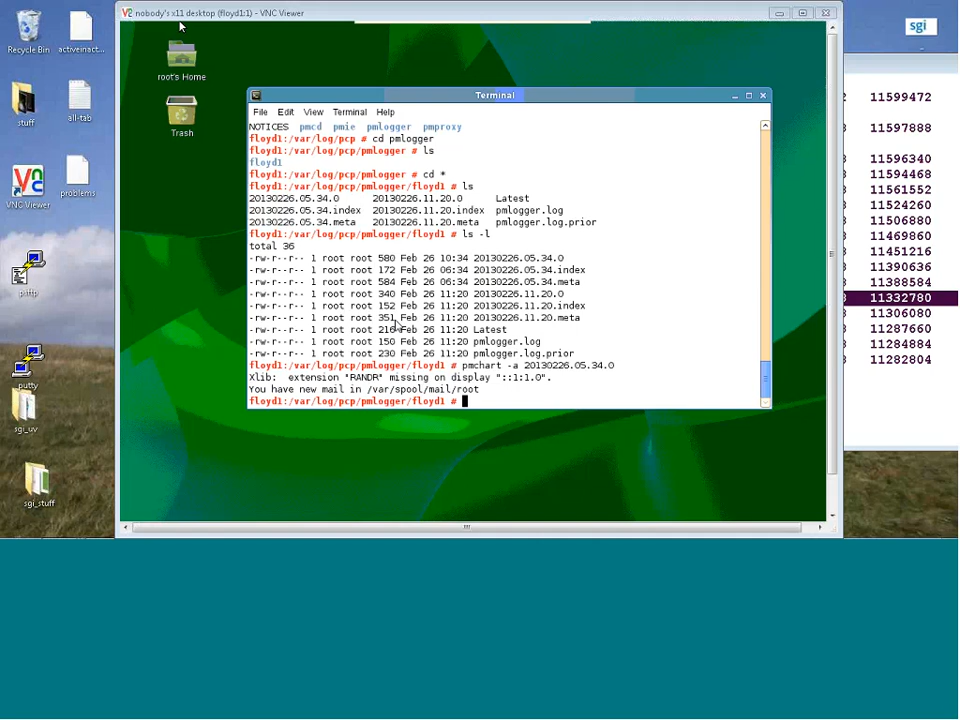 nobody's x11 desktop (floyd1:1) - VNC Viewer
sgi
Recycle Bin
activeinact...
root's Home
stuff
all-tab
Trash
VNC Viewer
problems
psftp
putty
sgi_uv
sgi_stuff
Terminal
File Edit View Terminal Help
NOTICES pmcd pmie pmlogger pmproxy
floyd1:/var/log/pcp # cd pmlogger
floyd1:/var/log/pcp/pmlogger # ls
floyd1
floyd1:/var/log/pcp/pmlogger # cd *
floyd1:/var/log/pcp/pmlogger/floyd1 # ls
20130226.05.34.0 20130226.11.20.0 Latest
20130226.05.34.index 20130226.11.20.index pmlogger.log
20130226.05.34.meta 20130226.11.20.meta pmlogger.log.prior
floyd1:/var/log/pcp/pmlogger/floyd1 # ls -l
total 36
-rw-r--r-- 1 root root 580 Feb 26 10:34 20130226.05.34.0
-rw-r--r-- 1 root root 172 Feb 26 06:34 20130226.05.34.index
-rw-r--r-- 1 root root 584 Feb 26 06:34 20130226.05.34.meta
-rw-r--r-- 1 root root 340 Feb 26 11:20 20130226.11.20.0
-rw-r--r-- 1 root root 152 Feb 26 11:20 20130226.11.20.index
-rw-r--r-- 1 root root 351 Feb 26 11:20 20130226.11.20.meta
-rw-r--r-- 1 root root 216 Feb 26 11:20 Latest
-rw-r--r-- 1 root root 150 Feb 26 11:20 pmlogger.log
-rw-r--r-- 1 root root 230 Feb 26 11:20 pmlogger.log.prior
floyd1:/var/log/pcp/pmlogger/floyd1 # pmchart -a 20130226.05.34.0
Xlib: extension "RANDR" missing on display "::1:1.0".
You have new mail in /var/spool/mail/root
floyd1:/var/log/pcp/pmlogger/floyd1 #
11599472
11597888
11596340
11594468
11561552
11524260
11506880
11469860
11451216
11390636
11388584
11332780
11306080
11287660
11284884
11282804